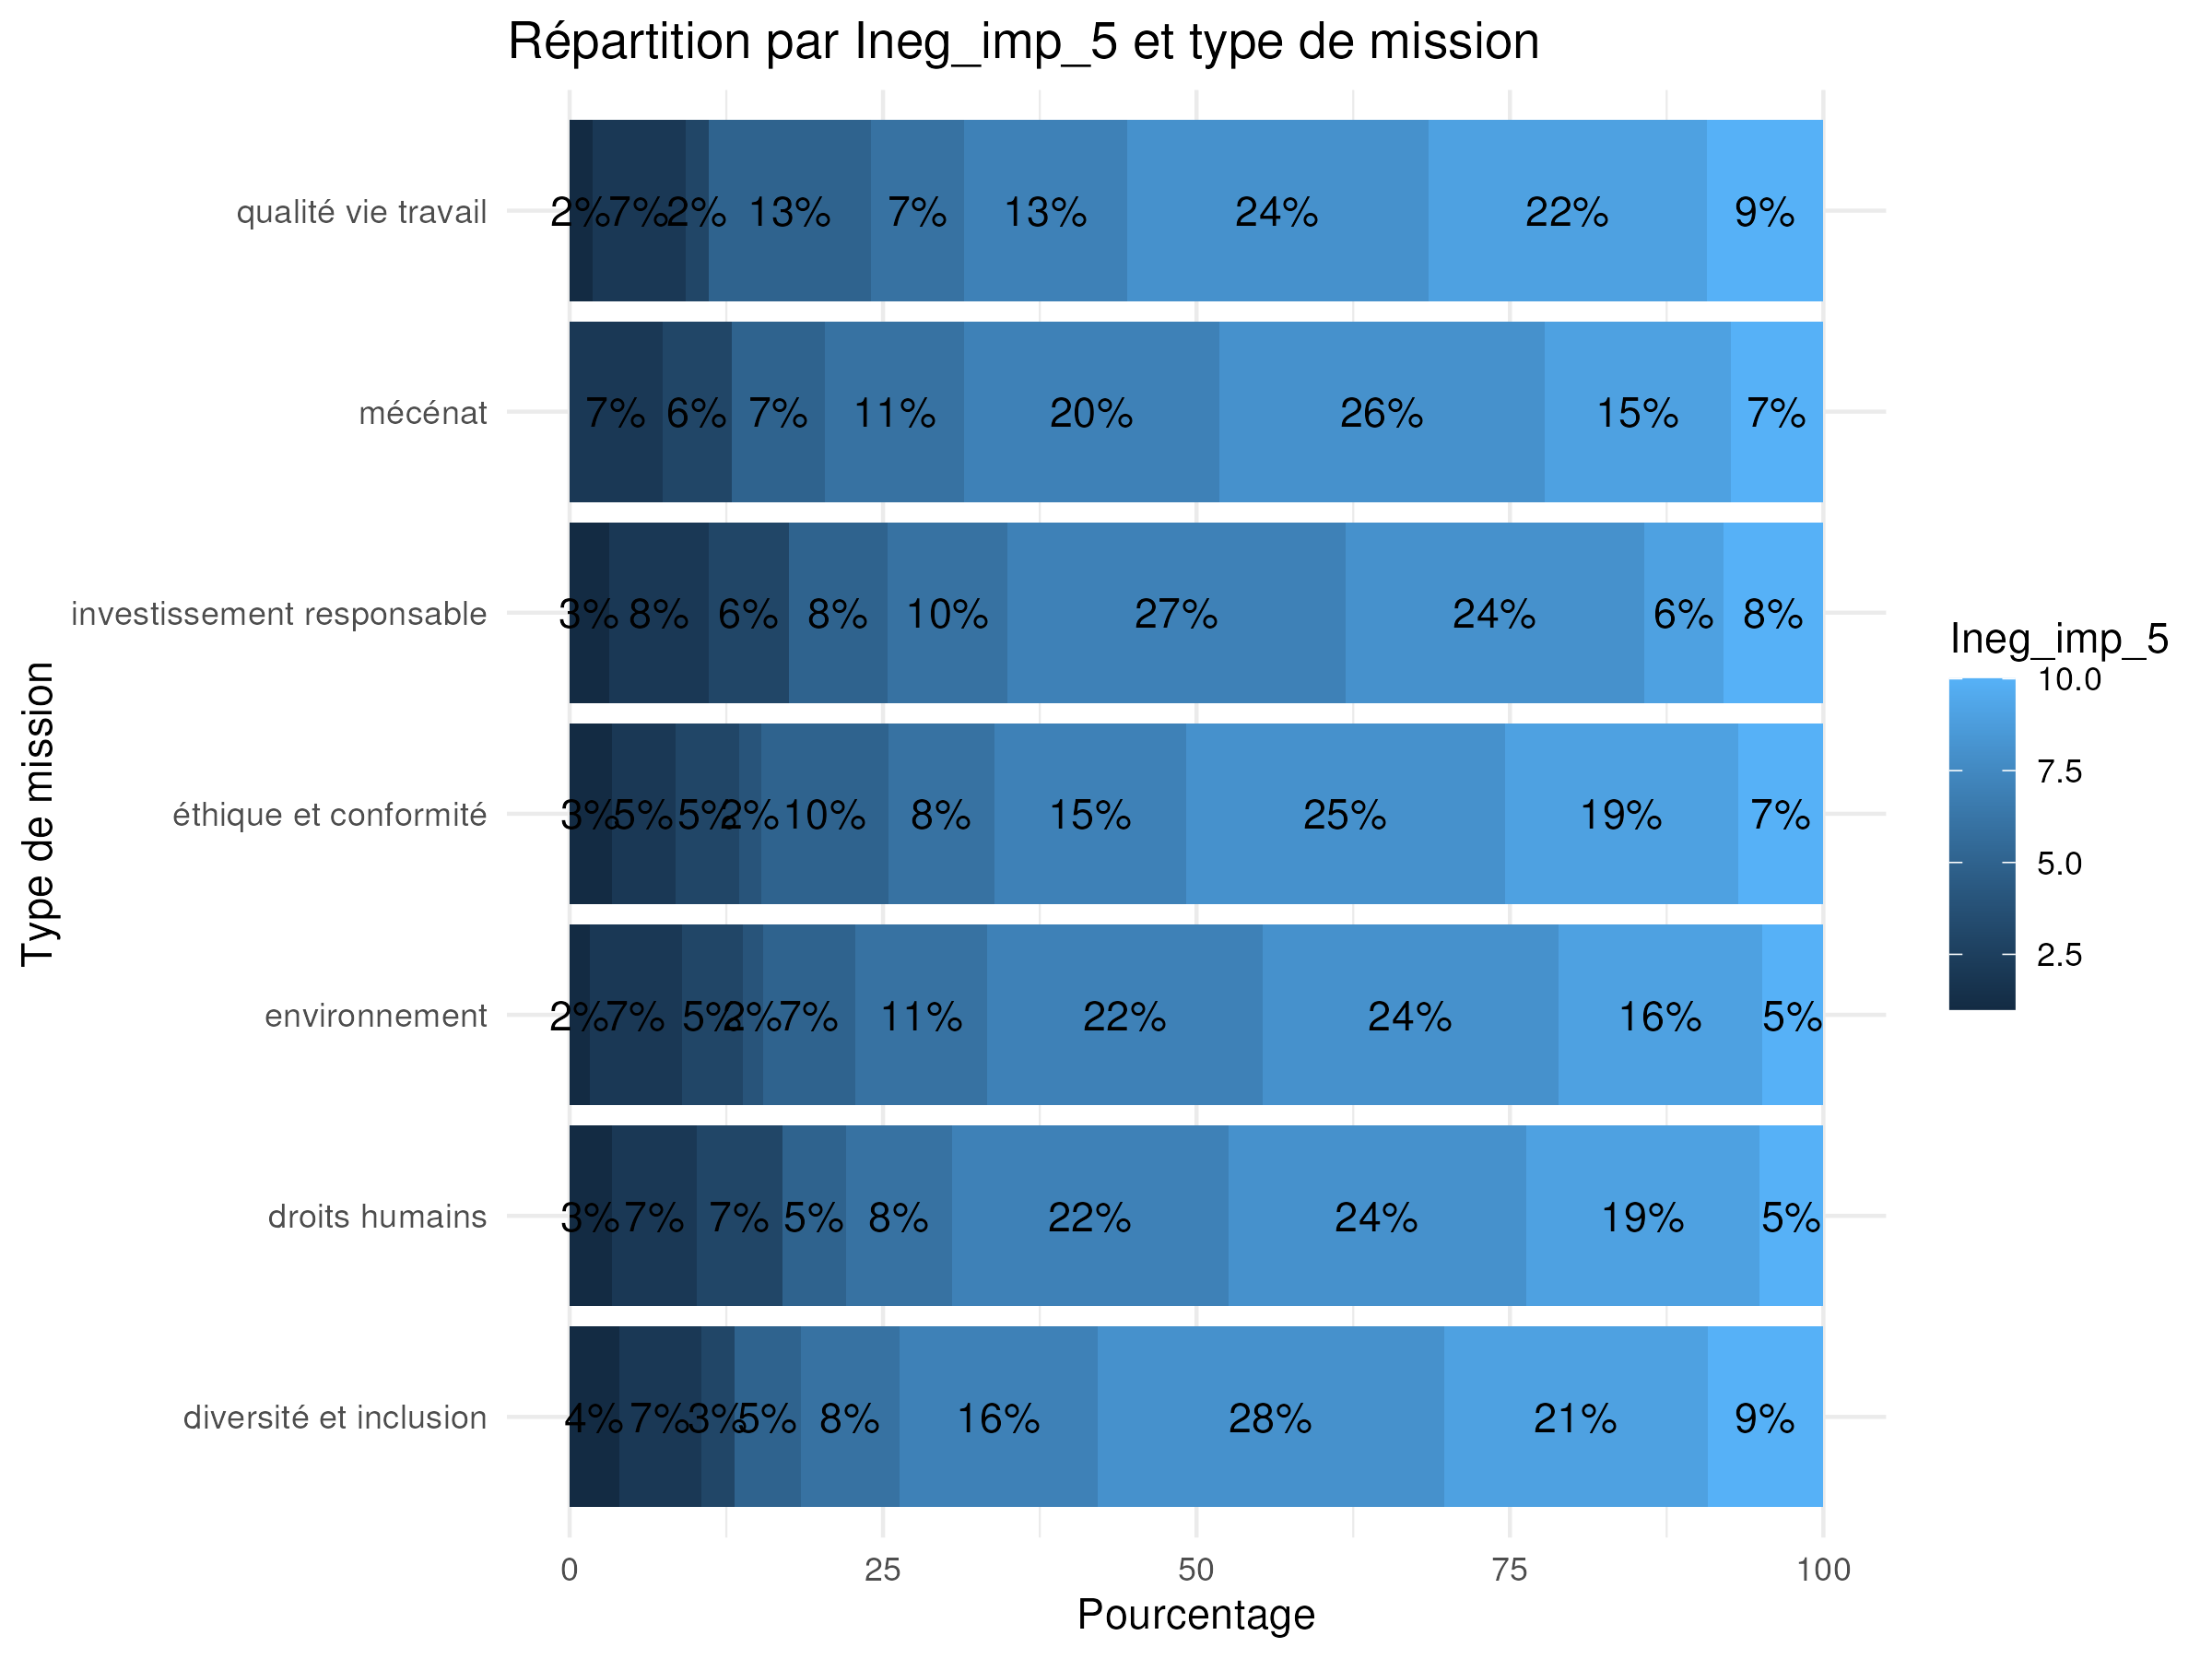 Répartition par Ineg_imp_5 et type de mission
qualité vie travail
2% 7% 2% 13% 7% 13% 24% 22% 9%
mécénat
7% 6% 7% 11% 20% 26% 15% 7%
investissement responsable
3% 8% 6% 8% 10% 27% 24% 6% 8%
éthique et conformité
3% 5% 5% 2% 10% 8% 15% 25% 19% 7%
environnement
2% 7% 5% 2% 7% 11% 22% 24% 16% 5%
droits humains
3% 7% 7% 5% 8% 22% 24% 19% 5%
diversité et inclusion
4% 7% 3% 5% 8% 16% 28% 21% 9%
0 25 50 75 100
Pourcentage
Type de mission
Ineg_imp_5
10.0
7.5
5.0
2.5